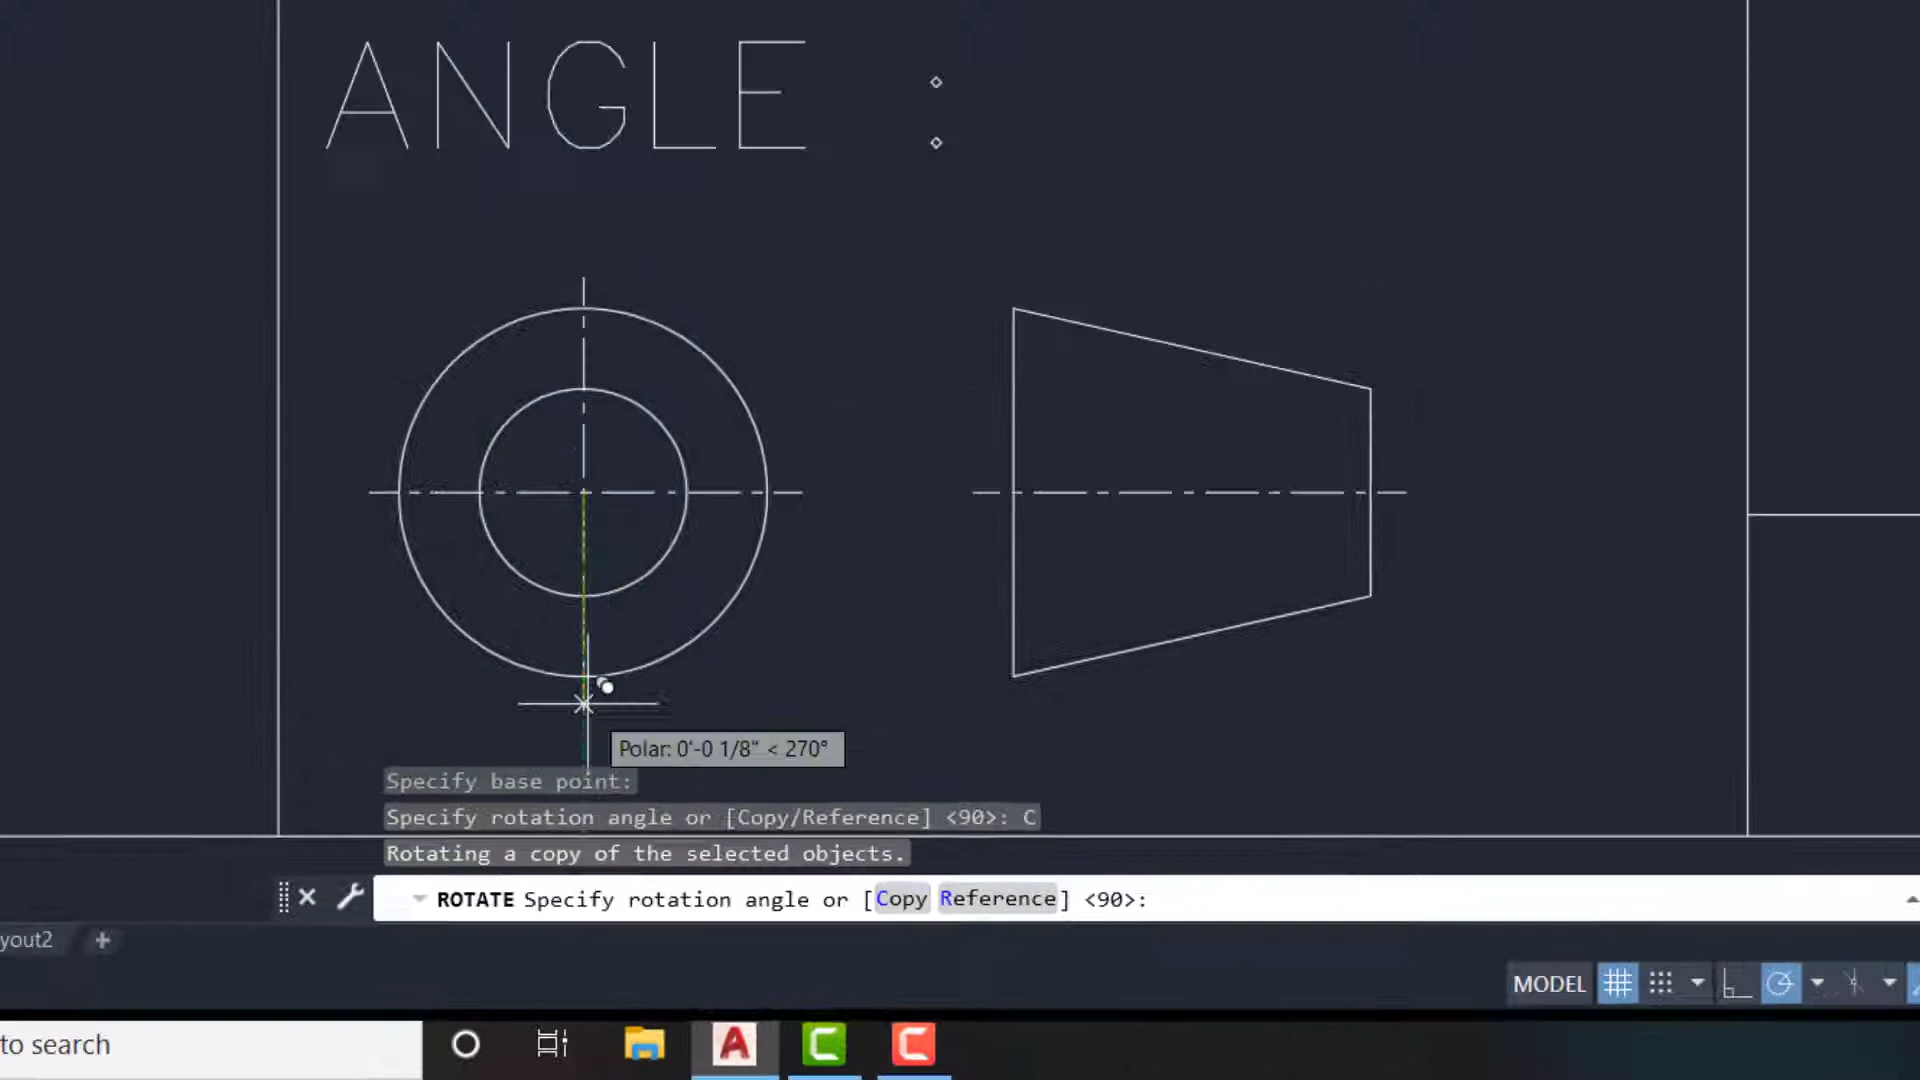 ANGLE :
Polar: 0'-0 1/8" < 270°
Specify base point:
Specify rotation angle or [Copy/Reference] <90>: C
Rotating a copy of the selected objects.
ROTATE Specify rotation angle or [Copy Reference] <90>:
yout2 +
MODEL
to search